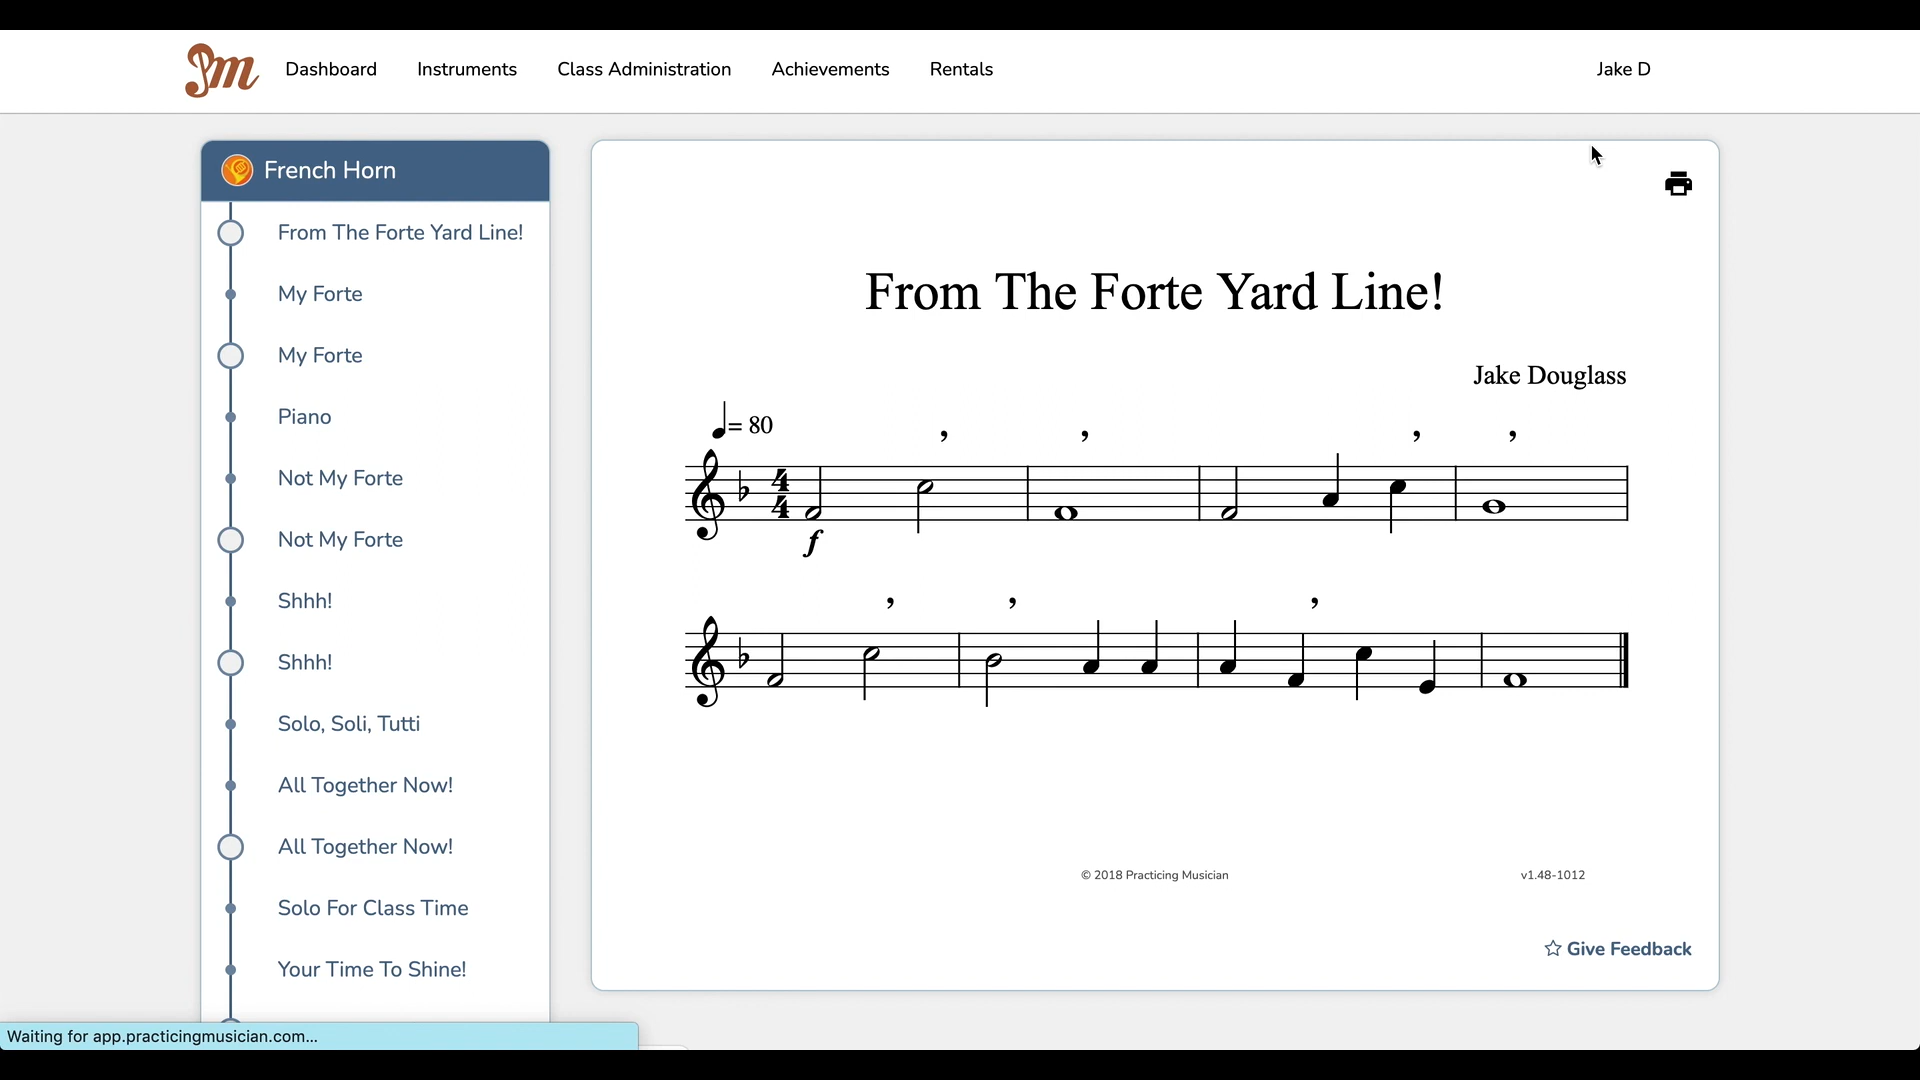 Dashboard Instruments Class Administration Achievements Rentals Jake D
French Horn
From The Forte Yard Line!
My Forte
My Forte
Piano
Not My Forte
Not My Forte
Shhh!
Shhh!
Solo, Soli, Tutti
All Together Now!
All Together Now!
Solo For Class Time
Your Time To Shine!
From The Forte Yard Line!
Jake Douglass
= 80
4
4
f
© 2018 Practicing Musician v1.48-1012
Give Feedback
Waiting for app.practicingmusician.com...